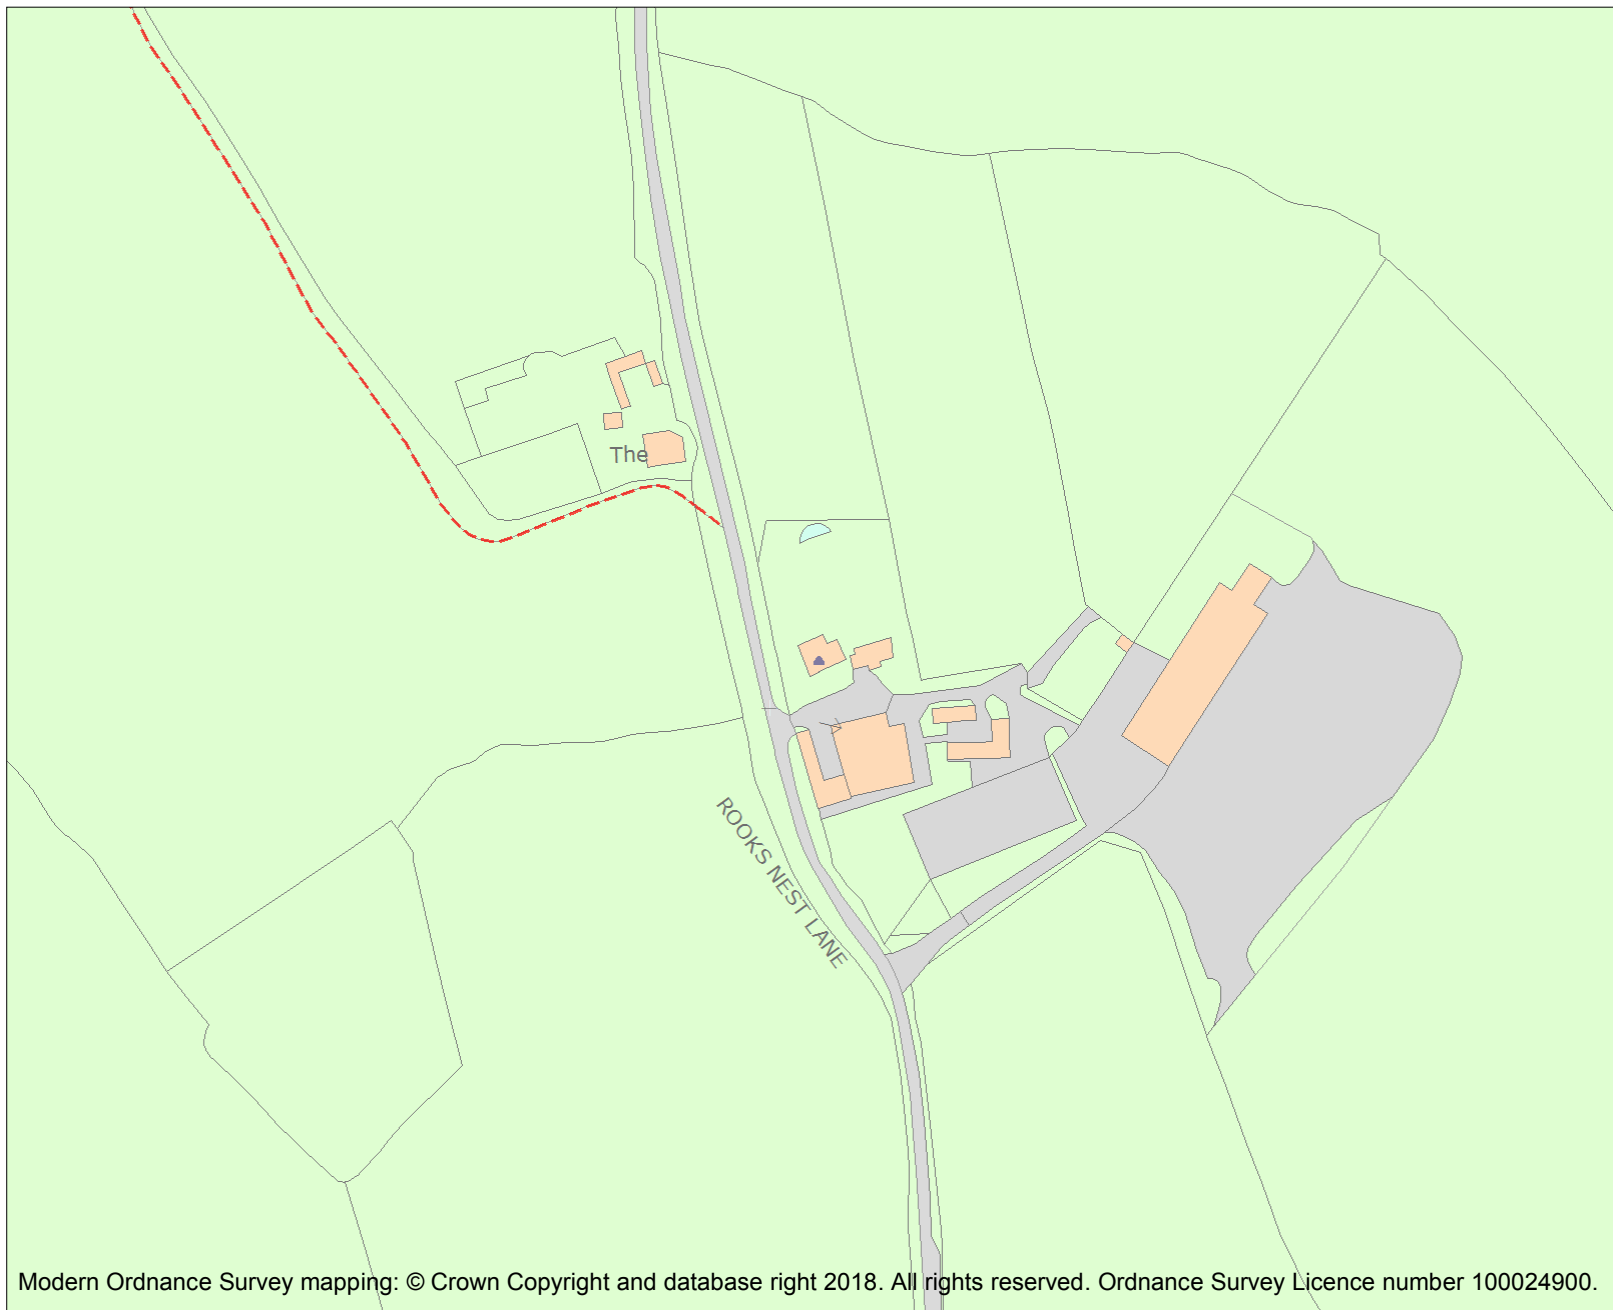 The
ROOKS NEST LANE
Modern Ordnance Survey mapping: © Crown Copyright and database right 2018. All rights reserved. Ordnance Survey Licence number 100024900.